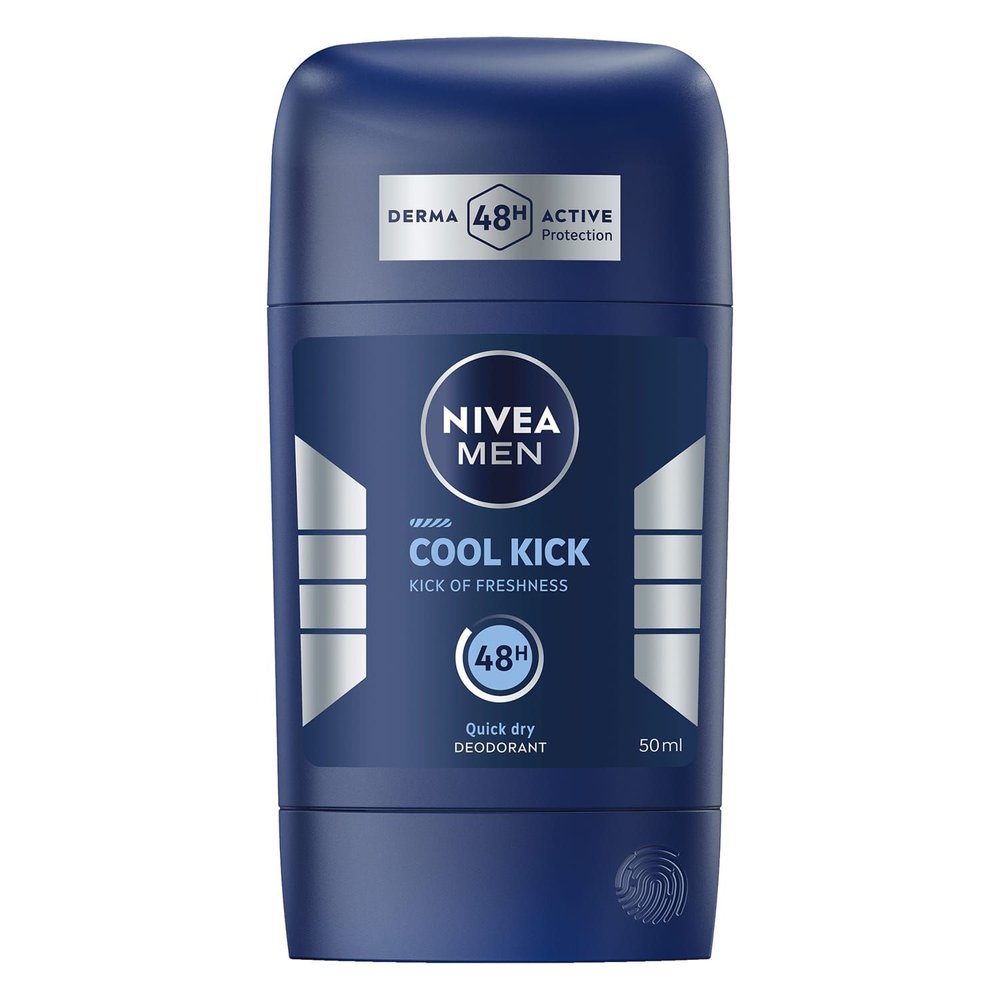 DERMA 48H ACTIVE
Protection
NIVEA
MEN
COOL KICK
KICK OF FRESHNESS
48H
Quick dry
DEODORANT
50ml